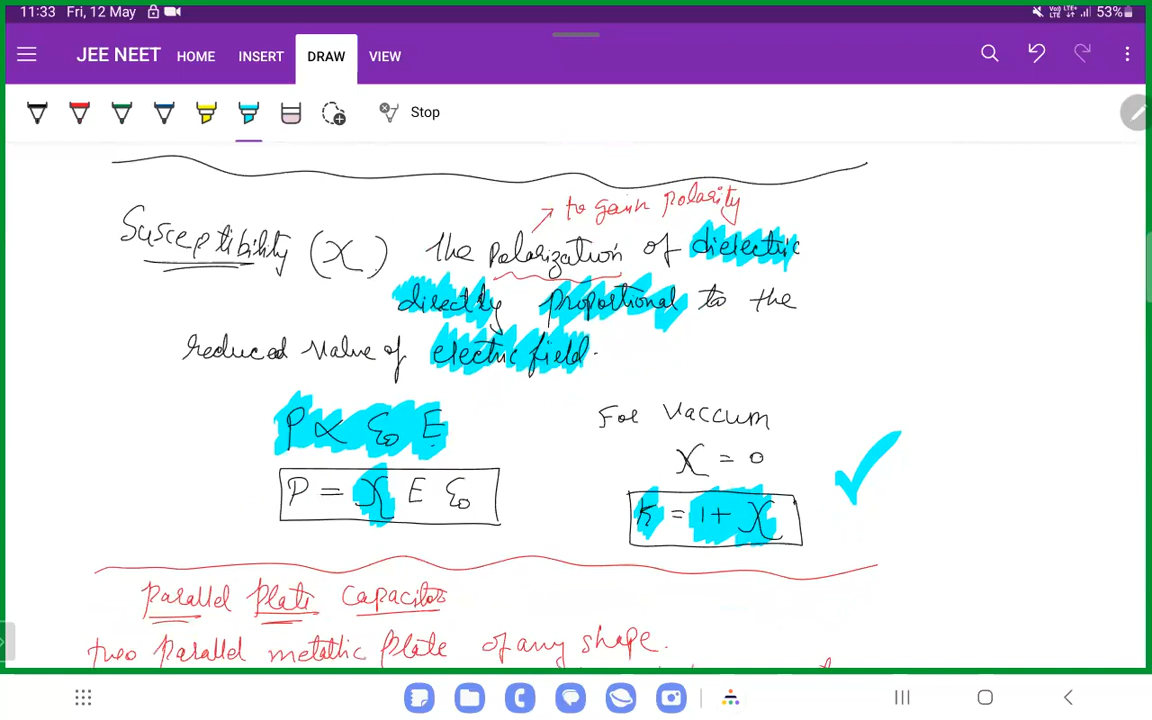 11:33 Fri, 12 May 53%
JEE NEET HOME INSERT DRAW VIEW
Stop
to gain polarity
Susceptibility (χ) The Polarization of dielectric
directly proportional to the
reduced value of electric field.
P ∝ ε₀ E
For Vaccum
χ = 0
P = χ E ε₀
K = 1 + χ
Parallel Plate Capacitor
two parallel metallic plate of any shape.